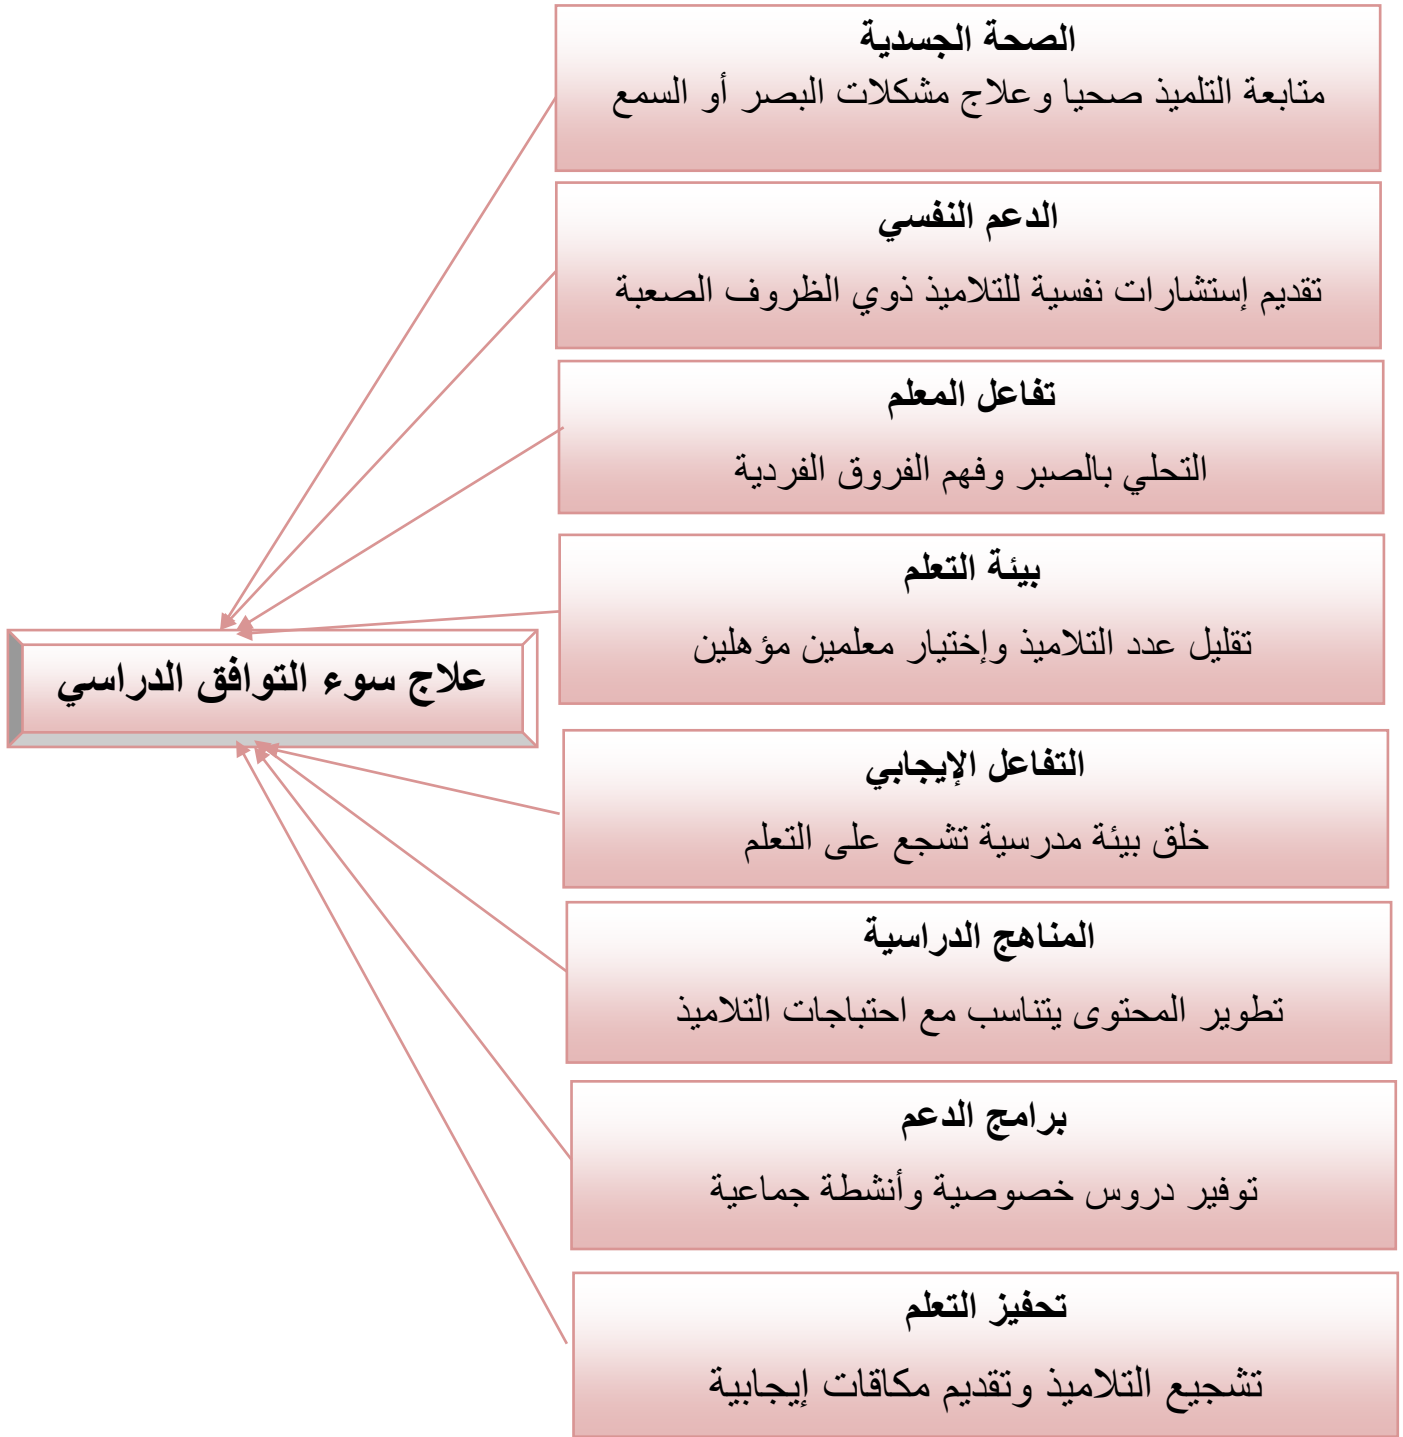 الصحة الجسدية
متابعة التلميذ صحيا وعلاج مشكلات البصر أو السمع
الدعم النفسي
تقديم إستشارات نفسية للتلاميذ ذوي الظروف الصعبة
تفاعل المعلم
التحلي بالصبر وفهم الفروق الفردية
بيئة التعلم
تقليل عدد التلاميذ وإختيار معلمين مؤهلين
علاج سوء التوافق الدراسي
التفاعل الإيجابي
خلق بيئة مدرسية تشجع على التعلم
المناهج الدراسية
تطوير المحتوى يتناسب مع احتباجات التلاميذ
برامج الدعم
توفير دروس خصوصية وأنشطة جماعية
تحفيز التعلم
تشجيع التلاميذ وتقديم مكاقات إيجابية